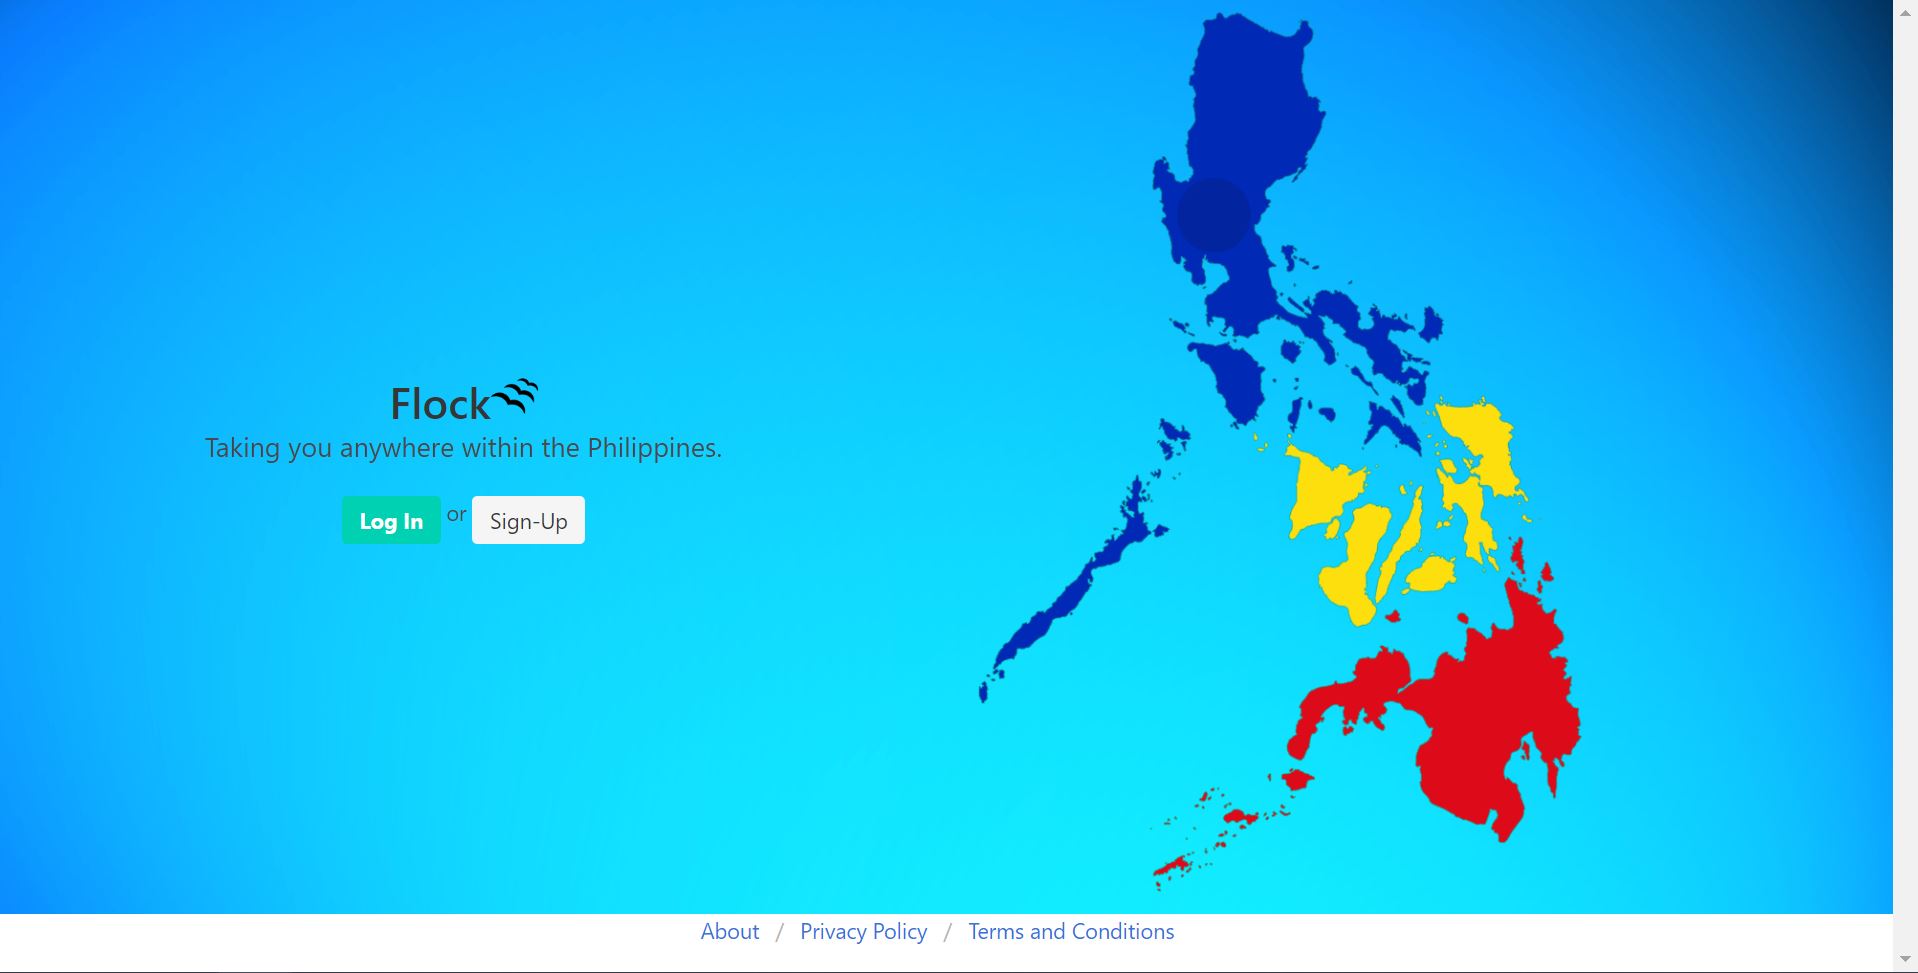 Flock
Taking you anywhere within the Philippines.
Log In or Sign-Up
About / Privacy Policy / Terms and Conditions